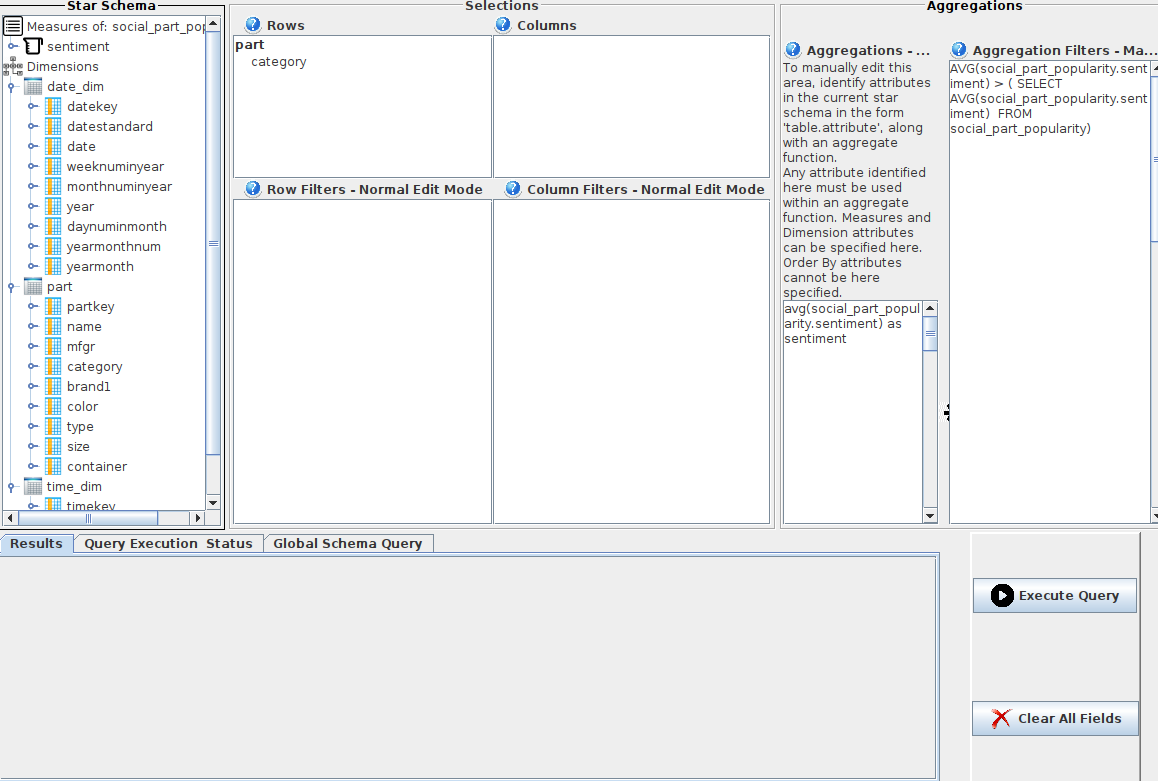 Star Schema
Measures of: social_part_pop
sentiment
Dimensions
date_dim
datekey
datestandard
date
weeknuminyear
monthnuminyear
year
daynuminmonth
yearmonthnum
yearmonth
part
partkey
name
mfgr
category
brand1
color
type
size
container
time_dim
timekey
Selections
Rows
part
category
Columns
Row Filters - Normal Edit Mode
Column Filters - Normal Edit Mode
Aggregations
Aggregations - ...
To manually edit this
area, identify attributes
in the current star
schema in the form
'table.attribute', along
with an aggregate
function.
Any attribute identified
here must be used
within an aggregate
function. Measures and
Dimension attributes
can be specified here.
Order By attributes
cannot be here
specified.
avg(social_part_popul
arity.sentiment) as
sentiment
Aggregation Filters - Ma...
AVG(social_part_popularity.sent
iment) > ( SELECT
AVG(social_part_popularity.sent
iment)  FROM
social_part_popularity)
Results
Query Execution Status
Global Schema Query
Execute Query
Clear All Fields